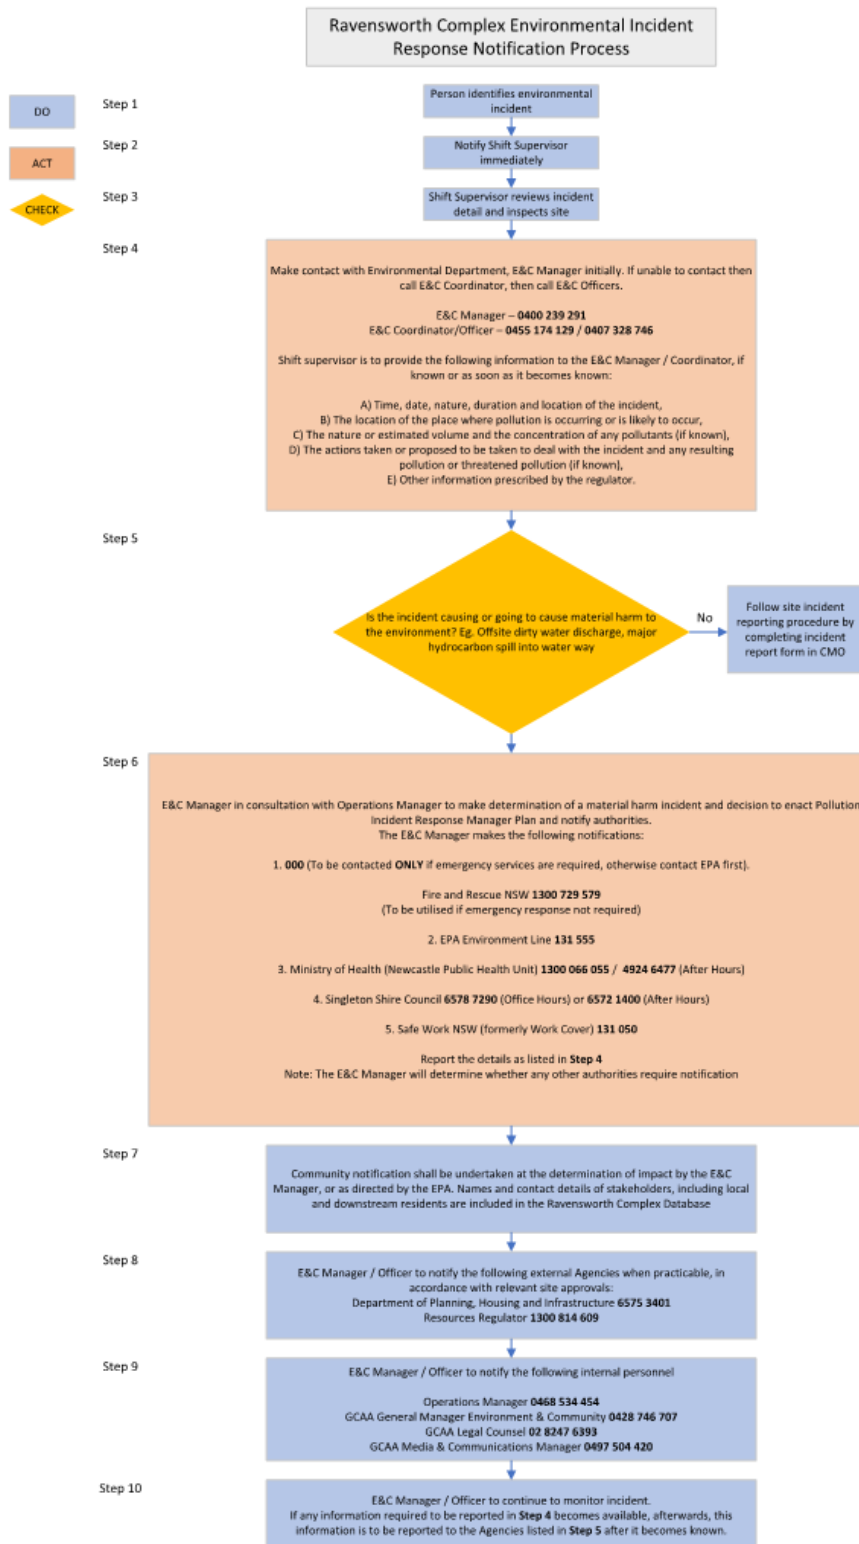 Ravensworth Complex Environmental Incident
Response Notification Process
DO
ACT
CHECK
Step 1
Person identifies environmental
incident
Step 2
Notify Shift Supervisor
immediately
Step 3
Shift Supervisor reviews incident
detail and inspects site
Step 4
Make contact with Environmental Department, E&C Manager initially. If unable to contact then
call E&C Coordinator, then call E&C Officers.
E&C Manager – 0400 239 291
E&C Coordinator/Officer – 0455 174 129 / 0407 328 746
Shift supervisor is to provide the following information to the E&C Manager / Coordinator, if
known or as soon as it becomes known:
A) Time, date, nature, duration and location of the incident,
B) The location of the place where pollution is occurring or is likely to occur,
C) The nature or estimated volume and the concentration of any pollutants (if known),
D) The actions taken or proposed to be taken to deal with the incident and any resulting
pollution or threatened pollution (if known),
E) Other information prescribed by the regulator.
Step 5
Is the incident causing or going to cause material harm to
the environment? Eg. Offsite dirty water discharge, major
hydrocarbon spill into water way
No
Follow site incident
reporting procedure by
completing incident
report form in CMO
Step 6
E&C Manager in consultation with Operations Manager to make determination of a material harm incident and decision to enact Pollution
Incident Response Manager Plan and notify authorities.
The E&C Manager makes the following notifications:
1. 000 (To be contacted ONLY if emergency services are required, otherwise contact EPA first).
Fire and Rescue NSW 1300 729 579
(To be utilised if emergency response not required)
2. EPA Environment Line 131 555
3. Ministry of Health (Newcastle Public Health Unit) 1300 066 055 / 4924 6477 (After Hours)
4. Singleton Shire Council 6578 7290 (Office Hours) or 6572 1400 (After Hours)
5. Safe Work NSW (formerly Work Cover) 131 050
Report the details as listed in Step 4
Note: The E&C Manager will determine whether any other authorities require notification
Step 7
Community notification shall be undertaken at the determination of impact by the E&C
Manager, or as directed by the EPA. Names and contact details of stakeholders, including local
and downstream residents are included in the Ravensworth Complex Database
Step 8
E&C Manager / Officer to notify the following external Agencies when practicable, in
accordance with relevant site approvals:
Department of Planning, Housing and Infrastructure 6575 3401
Resources Regulator 1300 814 609
Step 9
E&C Manager / Officer to notify the following internal personnel
Operations Manager 0468 534 454
GCAA General Manager Environment & Community 0428 746 707
GCAA Legal Counsel 02 8247 6393
GCAA Media & Communications Manager 0497 504 420
Step 10
E&C Manager / Officer to continue to monitor incident.
If any information required to be reported in Step 4 becomes available, afterwards, this
information is to be reported to the Agencies listed in Step 5 after it becomes known.